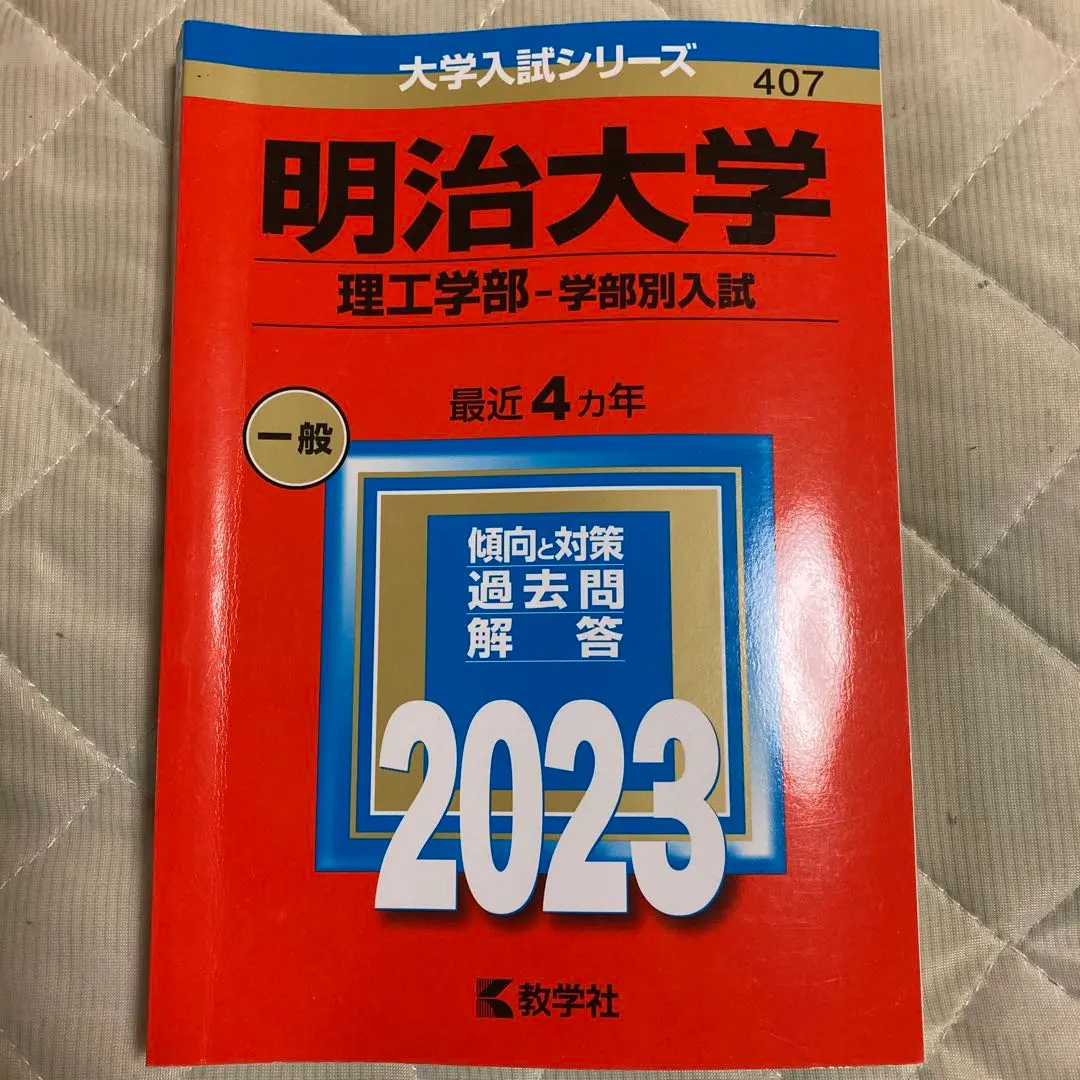 大学入試シリーズ
407
明治大学
理工学部-学部別入試
最近4カ年
一般
傾向と対策
過去問
解答
2023
教学社